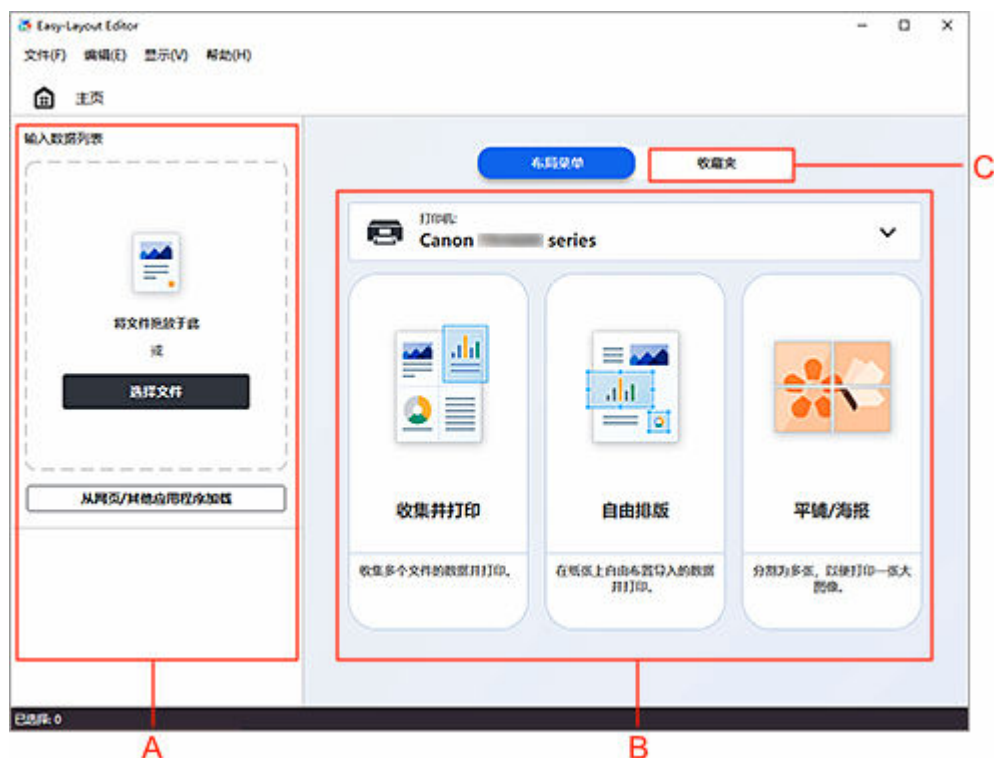 Easy-Layout Editor
文件(F) 编辑(E) 显示(V) 帮助(H)
主页
输入数据列表
将文件拖放于此
或
选择文件
从网页/其他应用程序加载
布局菜单
收藏夹
C
打印机:
Canon series
收集并打印
收集多个文件的数据并打印。
自由排版
在纸张上自由布置导入的数据
并打印。
平铺/海报
分割为多张，以便打印一张大
图像。
已选择: 0
A
B